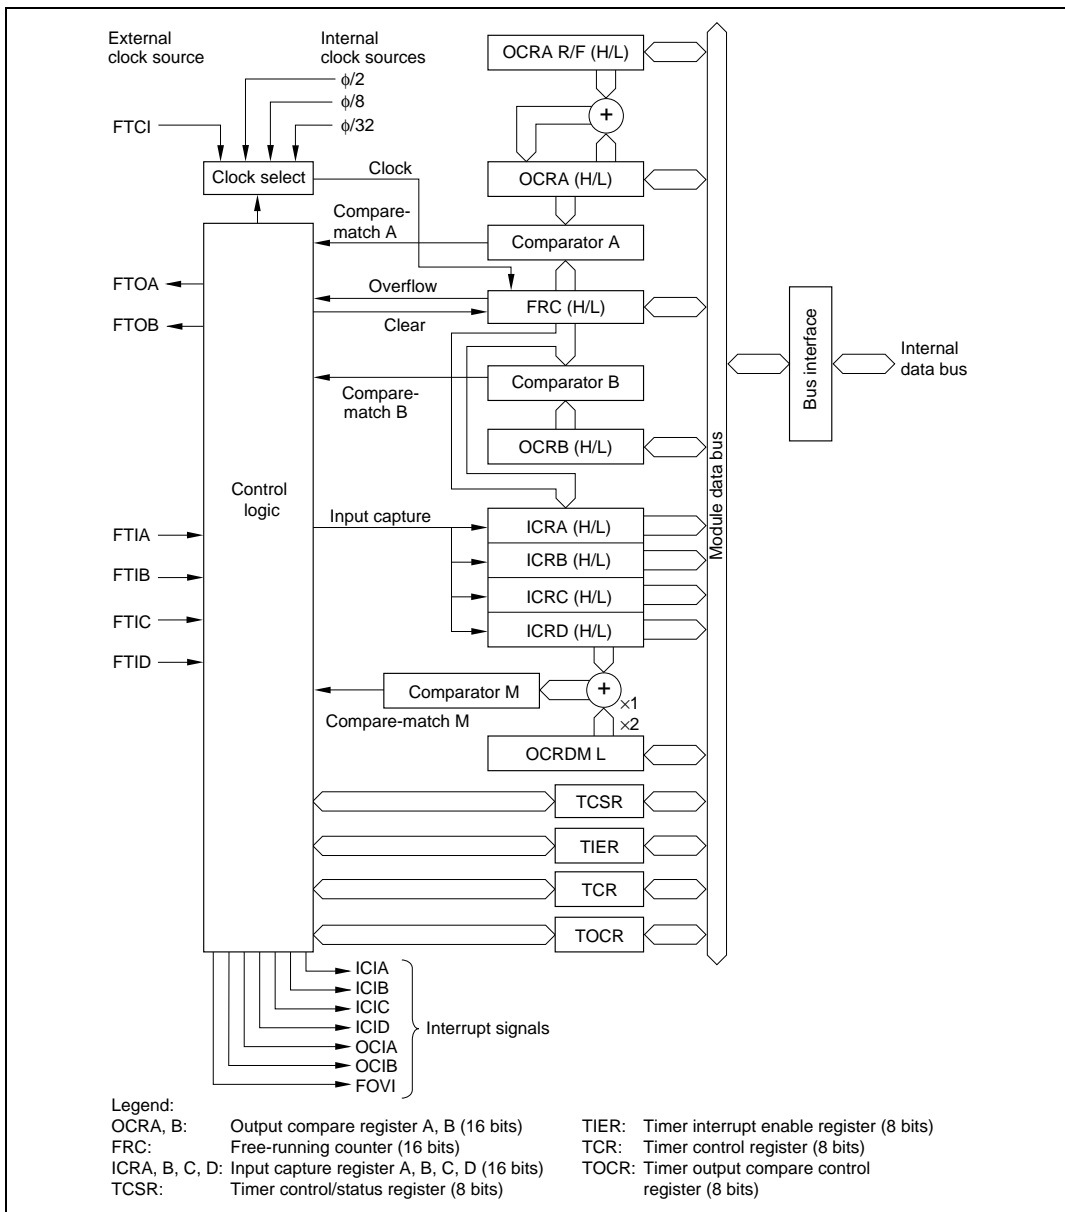 External
clock source
Internal
clock sources
ϕ/2
ϕ/8
ϕ/32
FTCI
Clock select
Clock
OCRA R/F (H/L)
+
OCRA (H/L)
Compare-
match A
Comparator A
FTOA
Overflow
FRC (H/L)
FTOB
Clear
Comparator B
Compare-
match B
OCRB (H/L)
Module data bus
Bus interface
Internal
data bus
Control
logic
Input capture
ICRA (H/L)
ICRB (H/L)
ICRC (H/L)
ICRD (H/L)
FTIA
FTIB
FTIC
FTID
+
×1
×2
Comparator M
Compare-match M
OCRDM L
TCSR
TIER
TCR
TOCR
ICIA
ICIB
ICIC
ICID
OCIA
OCIB
FOVI
Interrupt signals
Legend:
OCRA, B: Output compare register A, B (16 bits)
FRC: Free-running counter (16 bits)
ICRA, B, C, D: Input capture register A, B, C, D (16 bits)
TCSR: Timer control/status register (8 bits)
TIER: Timer interrupt enable register (8 bits)
TCR: Timer control register (8 bits)
TOCR: Timer output compare control
register (8 bits)